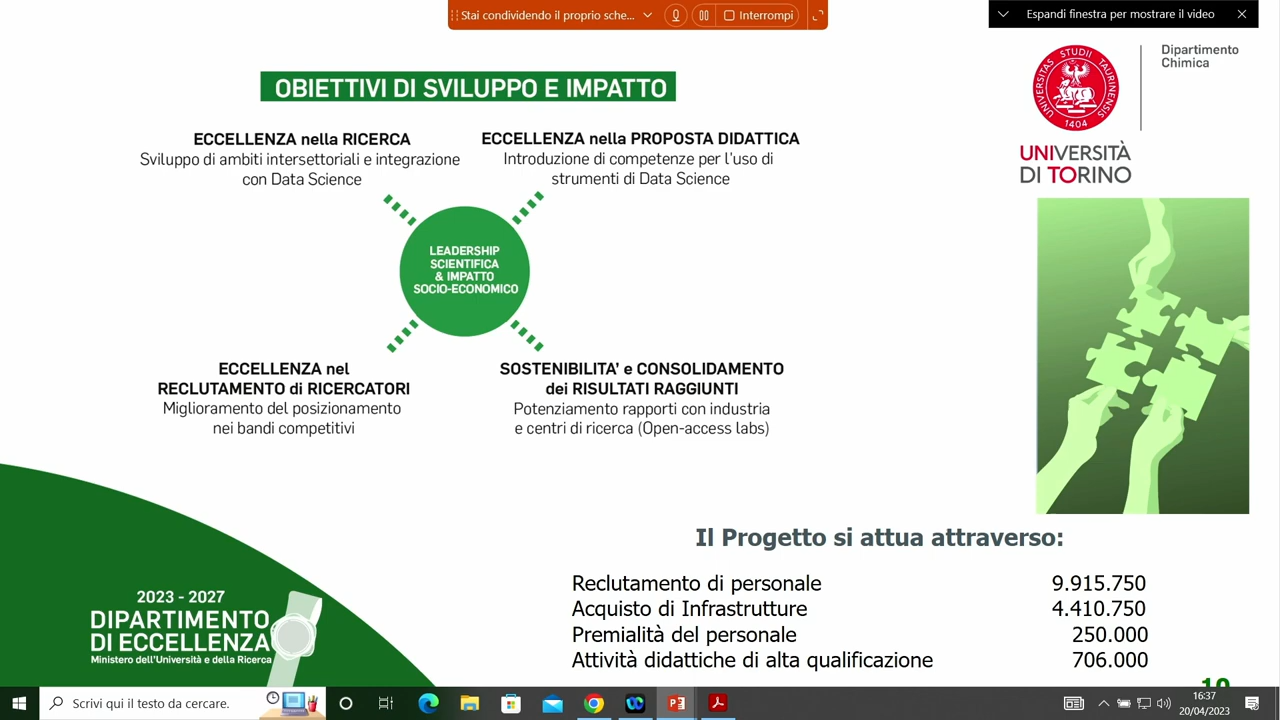 Stai condividendo il proprio sche...
Interrompi
Espandi finestra per mostrare il video
OBIETTIVI DI SVILUPPO E IMPATTO
UNIVERSITAS STUDII TAURINENSIS
1404
Dipartimento
Chimica
UNIVERSITÀ
DI TORINO
ECCELLENZA nella RICERCA
Sviluppo di ambiti intersettoriali e integrazione
con Data Science
ECCELLENZA nella PROPOSTA DIDATTICA
Introduzione di competenze per l'uso di
strumenti di Data Science
LEADERSHIP
SCIENTIFICA
& IMPATTO
SOCIO-ECONOMICO
ECCELLENZA nel
RECLUTAMENTO di RICERCATORI
Miglioramento del posizionamento
nei bandi competitivi
SOSTENIBILITA' e CONSOLIDAMENTO
dei RISULTATI RAGGIUNTI
Potenziamento rapporti con industria
e centri di ricerca (Open-access labs)
Il Progetto si attua attraverso:
Reclutamento di personale 9.915.750
Acquisto di Infrastrutture 4.410.750
Premialità del personale 250.000
Attività didattiche di alta qualificazione 706.000
2023 - 2027
DIPARTIMENTO
DI ECCELLENZA
Ministero dell'Università e della Ricerca
Scrivi qui il testo da cercare.
16:37
20/04/2023